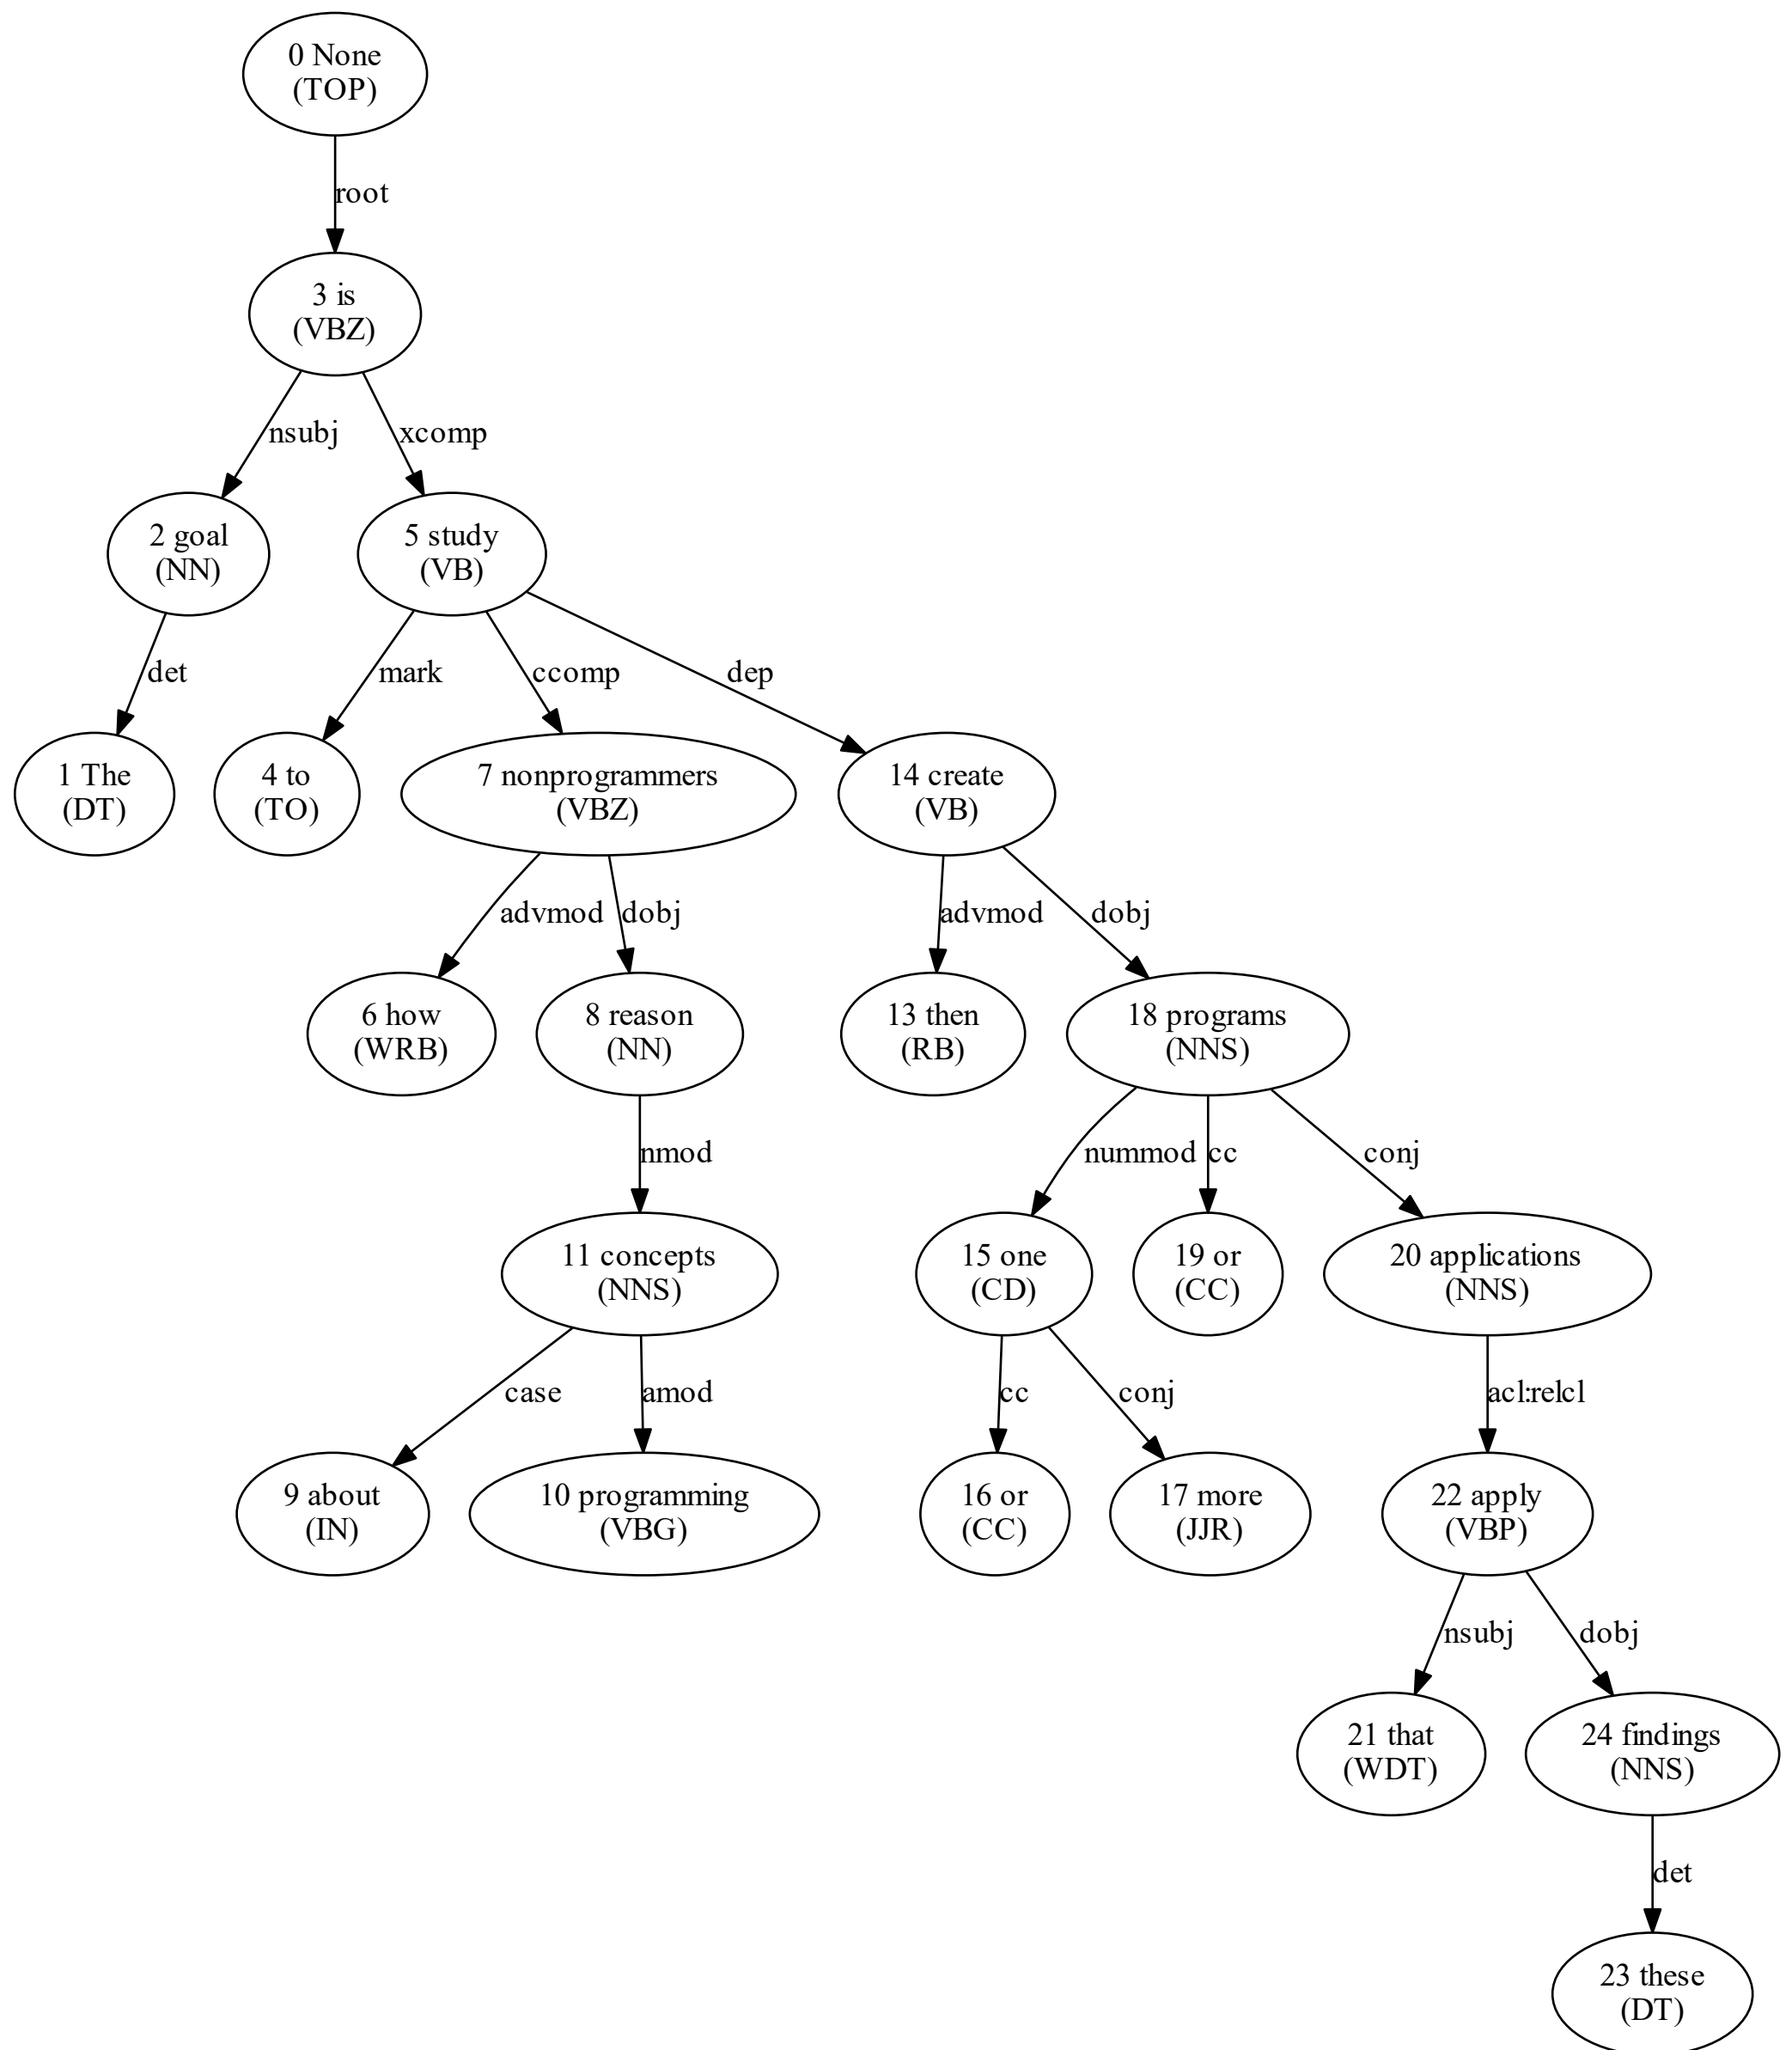 0 None
(TOP)
root
3 is
(VBZ)
nsubj
xcomp
2 goal
(NN)
5 study
(VB)
det
mark
ccomp
dep
1 The
(DT)
4 to
(TO)
7 nonprogrammers
(VBZ)
14 create
(VB)
advmod
dobj
advmod
dobj
6 how
(WRB)
8 reason
(NN)
13 then
(RB)
18 programs
(NNS)
nmod
nummod
cc
conj
11 concepts
(NNS)
15 one
(CD)
19 or
(CC)
20 applications
(NNS)
case
amod
cc
conj
acl:relcl
9 about
(IN)
10 programming
(VBG)
16 or
(CC)
17 more
(JJR)
22 apply
(VBP)
nsubj
dobj
21 that
(WDT)
24 findings
(NNS)
det
23 these
(DT)